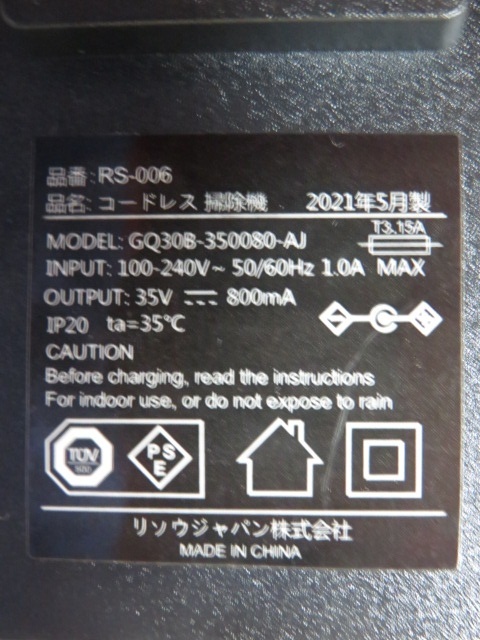 品番: RS-006
品名: コードレス 掃除機 2021年5月製
T3.15A
MODEL: GQ30B-350080-AJ
INPUT: 100-240V~ 50/60Hz 1.0A MAX
OUTPUT: 35V ⎓ 800mA
IP20 ta=35℃
CAUTION
Before charging, read the instructions
For indoor use, or do not expose to rain
TÜV
PSE
リソウジャパン株式会社
MADE IN CHINA